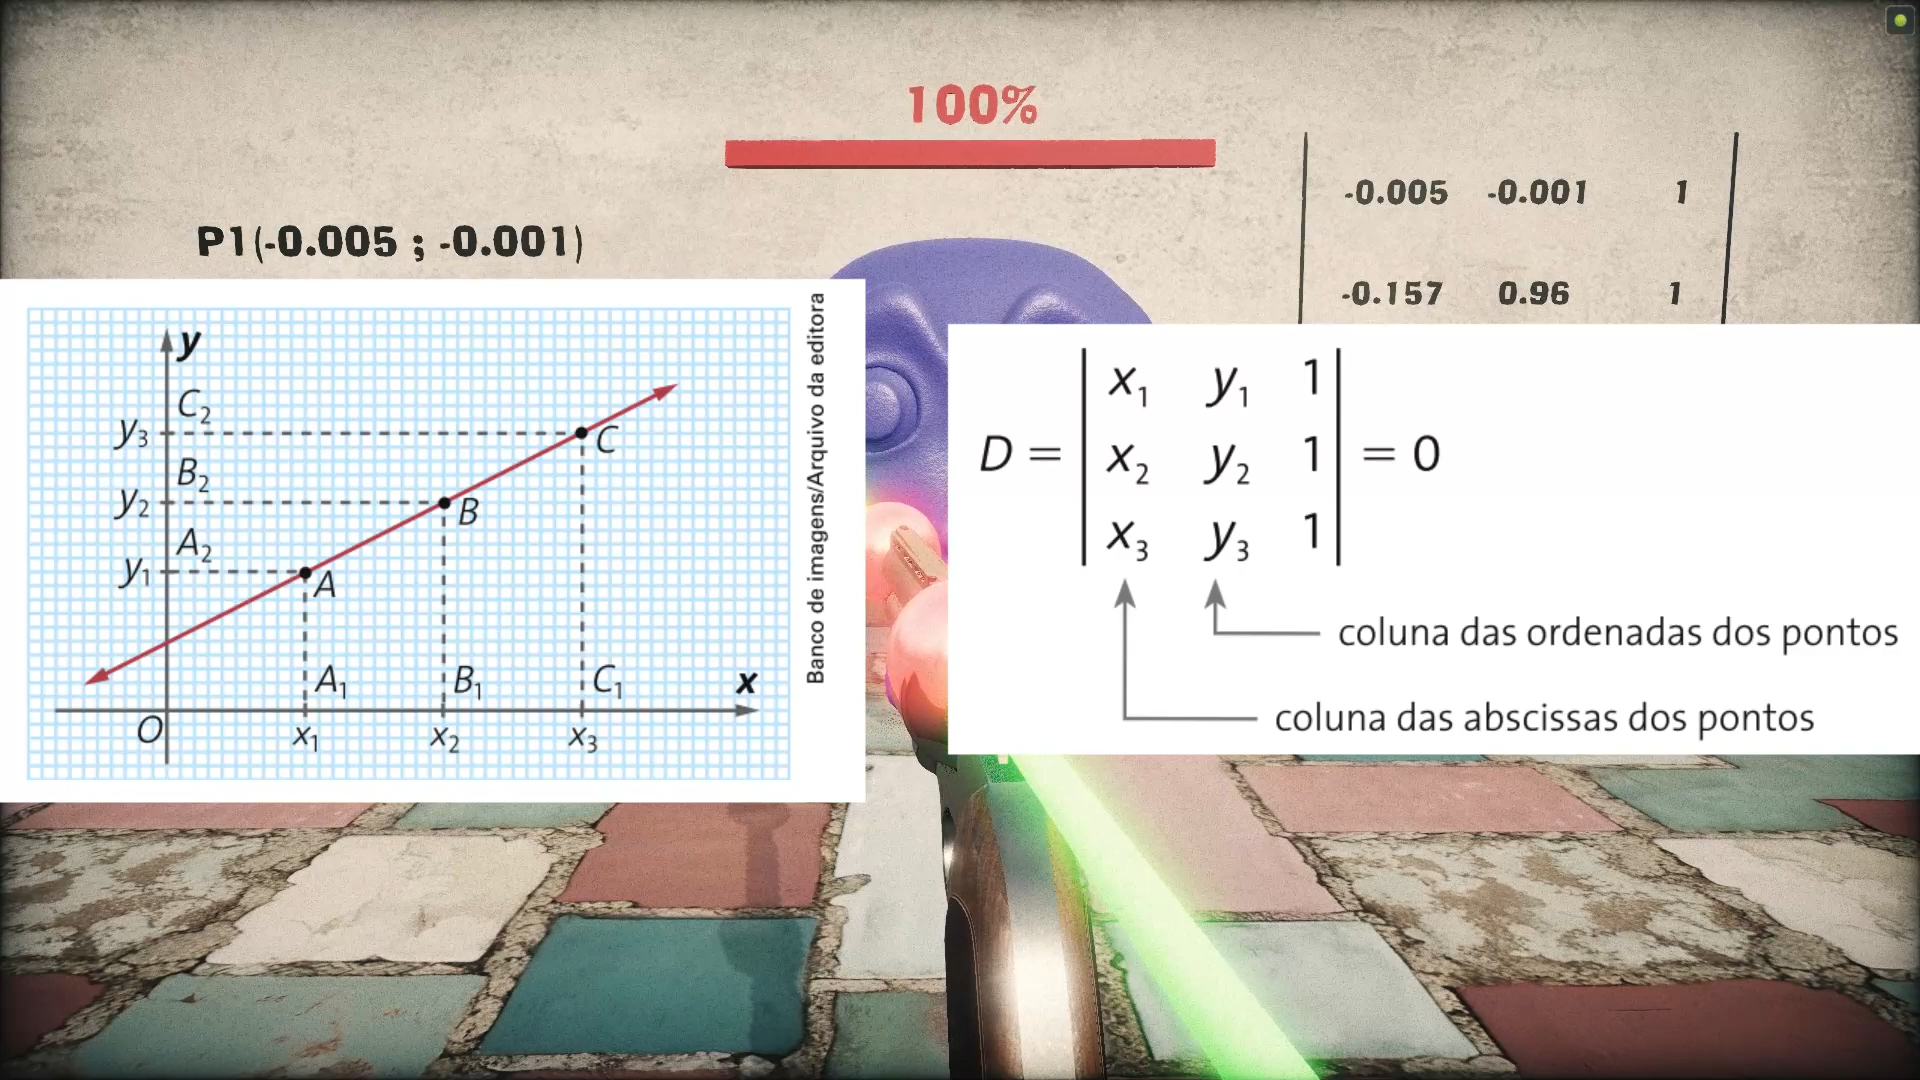 100%
P1(-0.005 ; -0.001)
-0.005 -0.001 1
-0.157 0.96 1
y
C₂
y₃
C
B₂
y₂
B
A₂
y₁
A
A₁ B₁ C₁ x
O x₁ x₂ x₃
Banco de imagens/Arquivo da editora
x₁ y₁ 1
D = x₂ y₂ 1 = 0
x₃ y₃ 1
coluna das ordenadas dos pontos
coluna das abscissas dos pontos